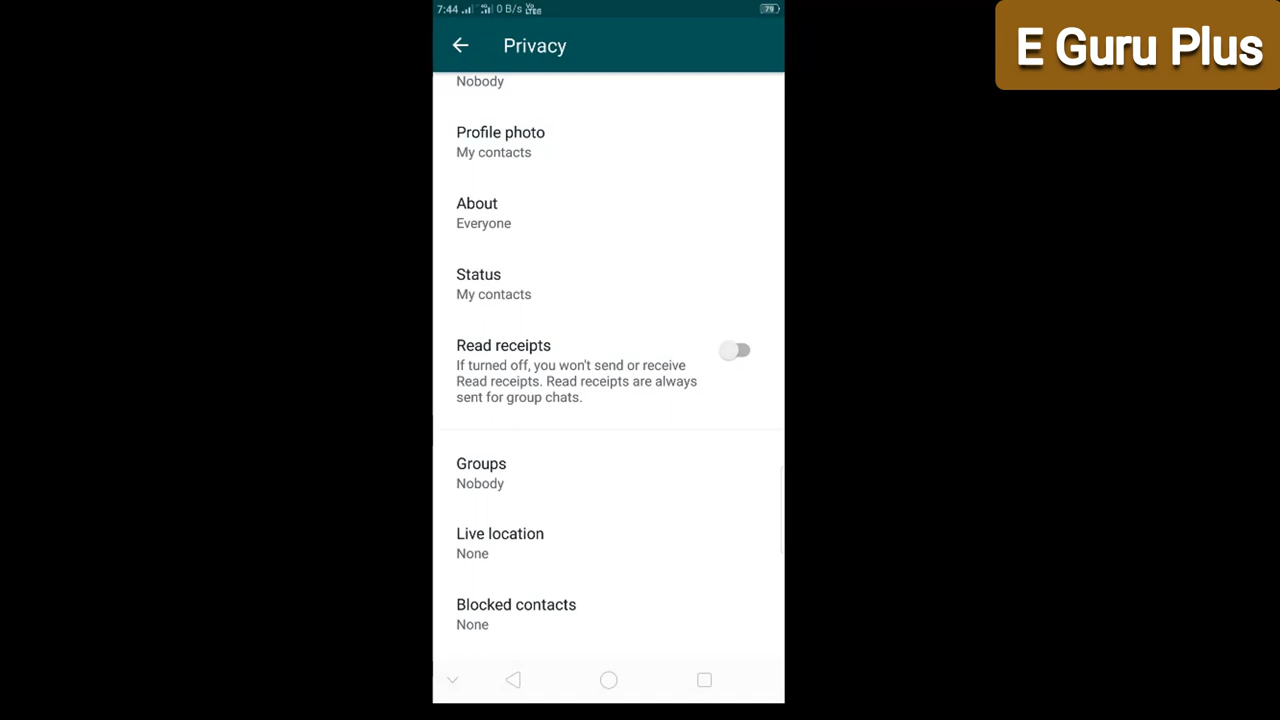 7:44
0 B/s
79
E Guru Plus
Privacy
Nobody
Profile photo
My contacts
About
Everyone
Status
My contacts
Read receipts
If turned off, you won't send or receive
Read receipts. Read receipts are always
sent for group chats.
Groups
Nobody
Live location
None
Blocked contacts
None